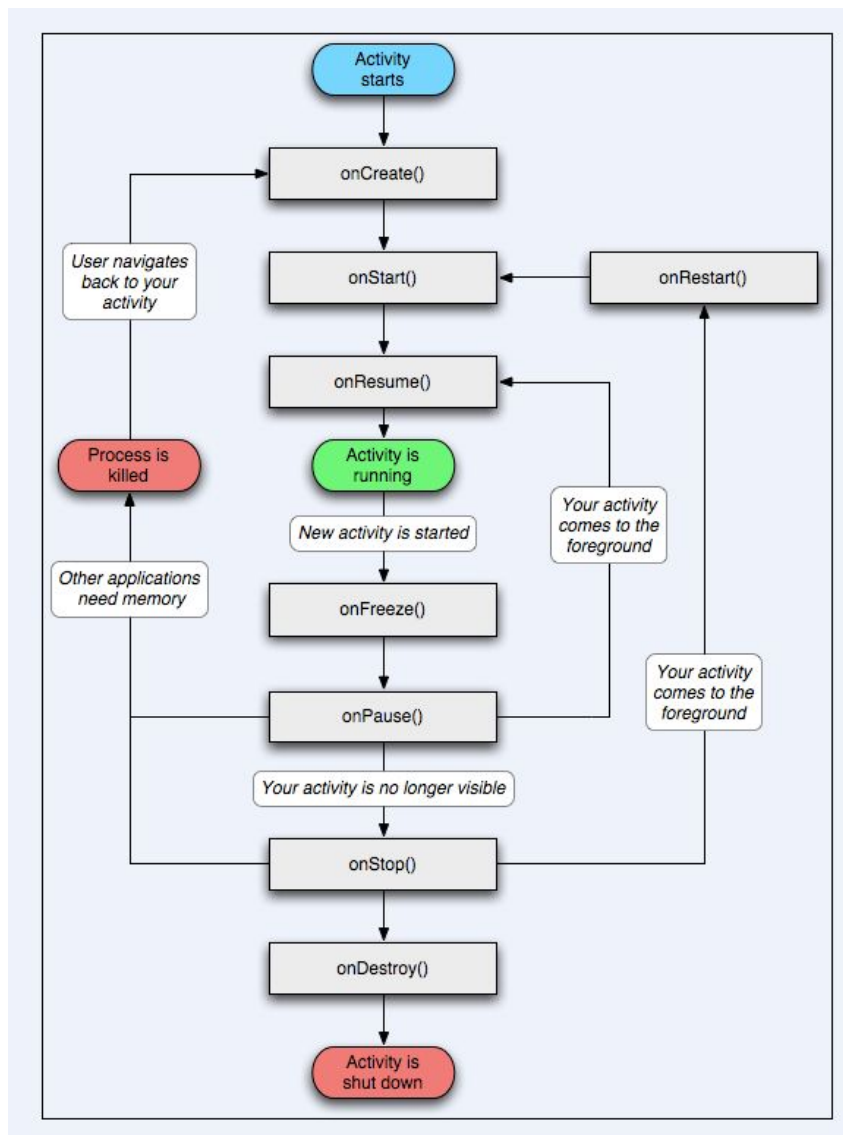 Activity
starts
onCreate()
User navigates
back to your
activity
onStart()
onRestart()
onResume()
Process is
killed
Activity is
running
Your activity
comes to the
foreground
New activity is started
Other applications
need memory
onFreeze()
Your activity
comes to the
foreground
onPause()
Your activity is no longer visible
onStop()
onDestroy()
Activity is
shut down